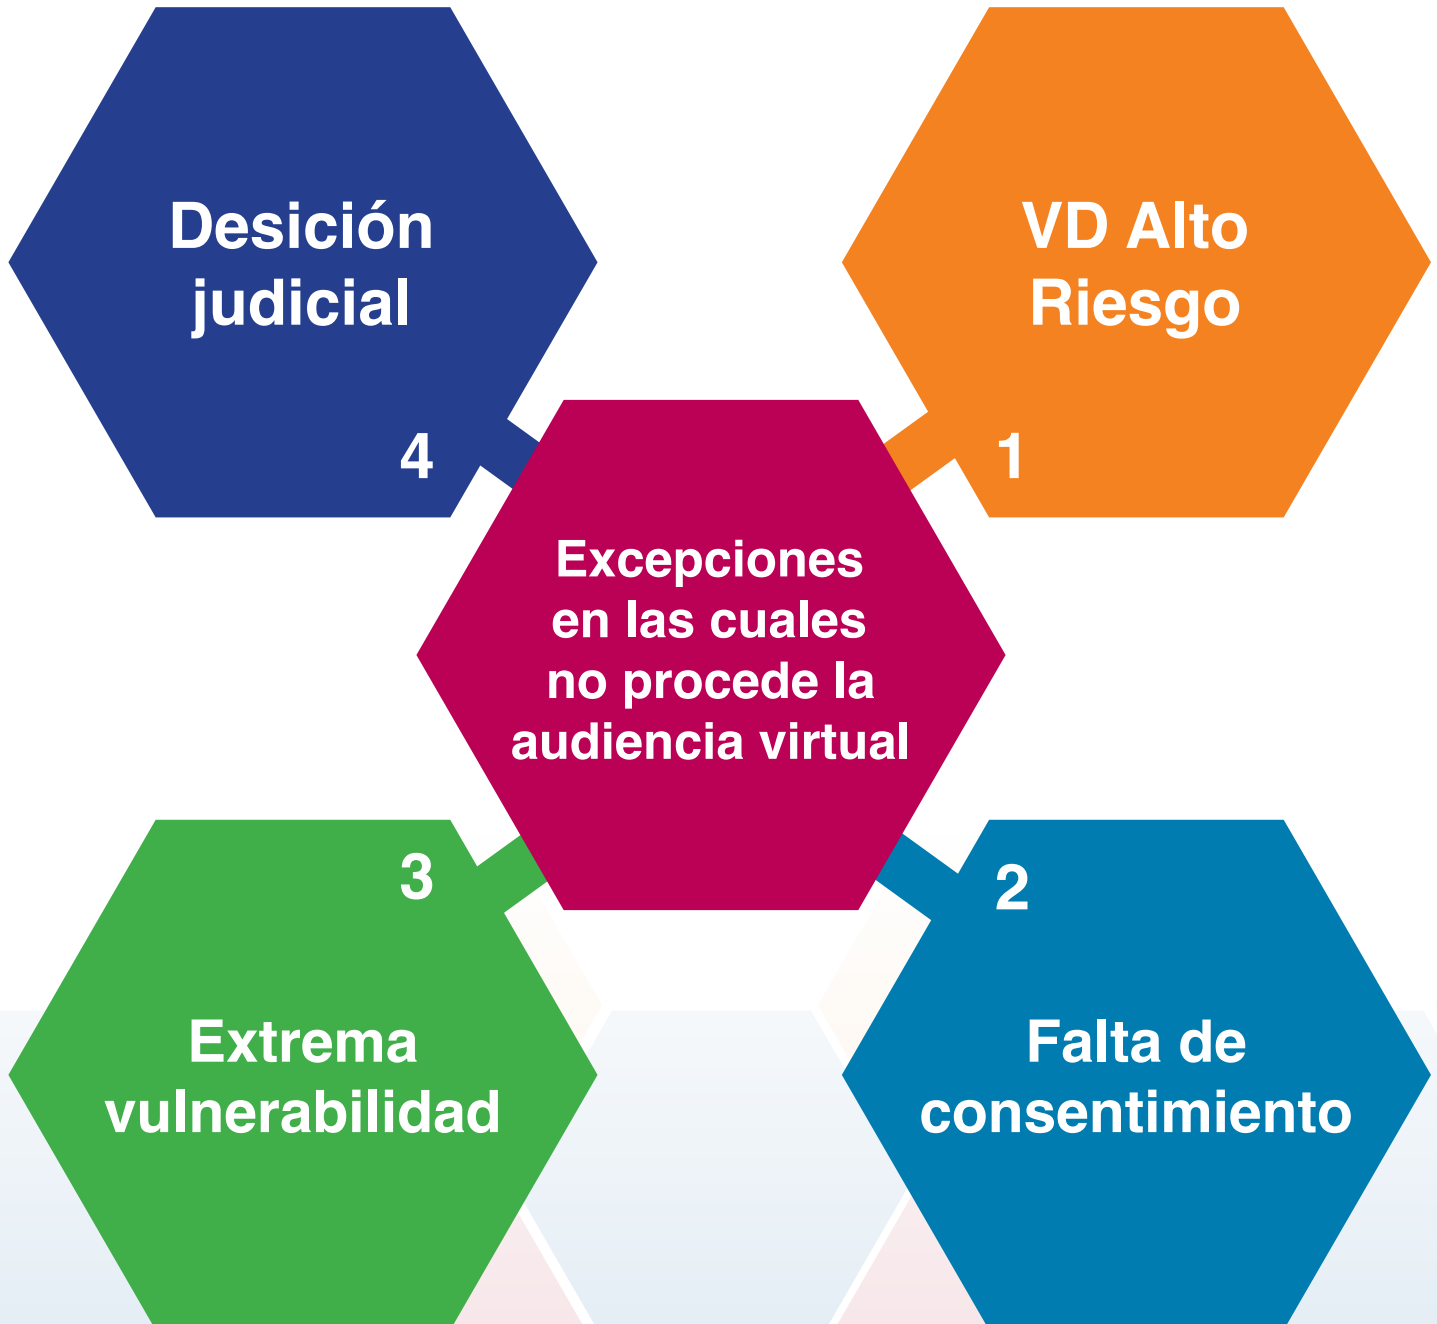 Desición
judicial
4
VD Alto
Riesgo
1
Excepciones
en las cuales
no procede la
audiencia virtual
3
Extrema
vulnerabilidad
2
Falta de
consentimiento